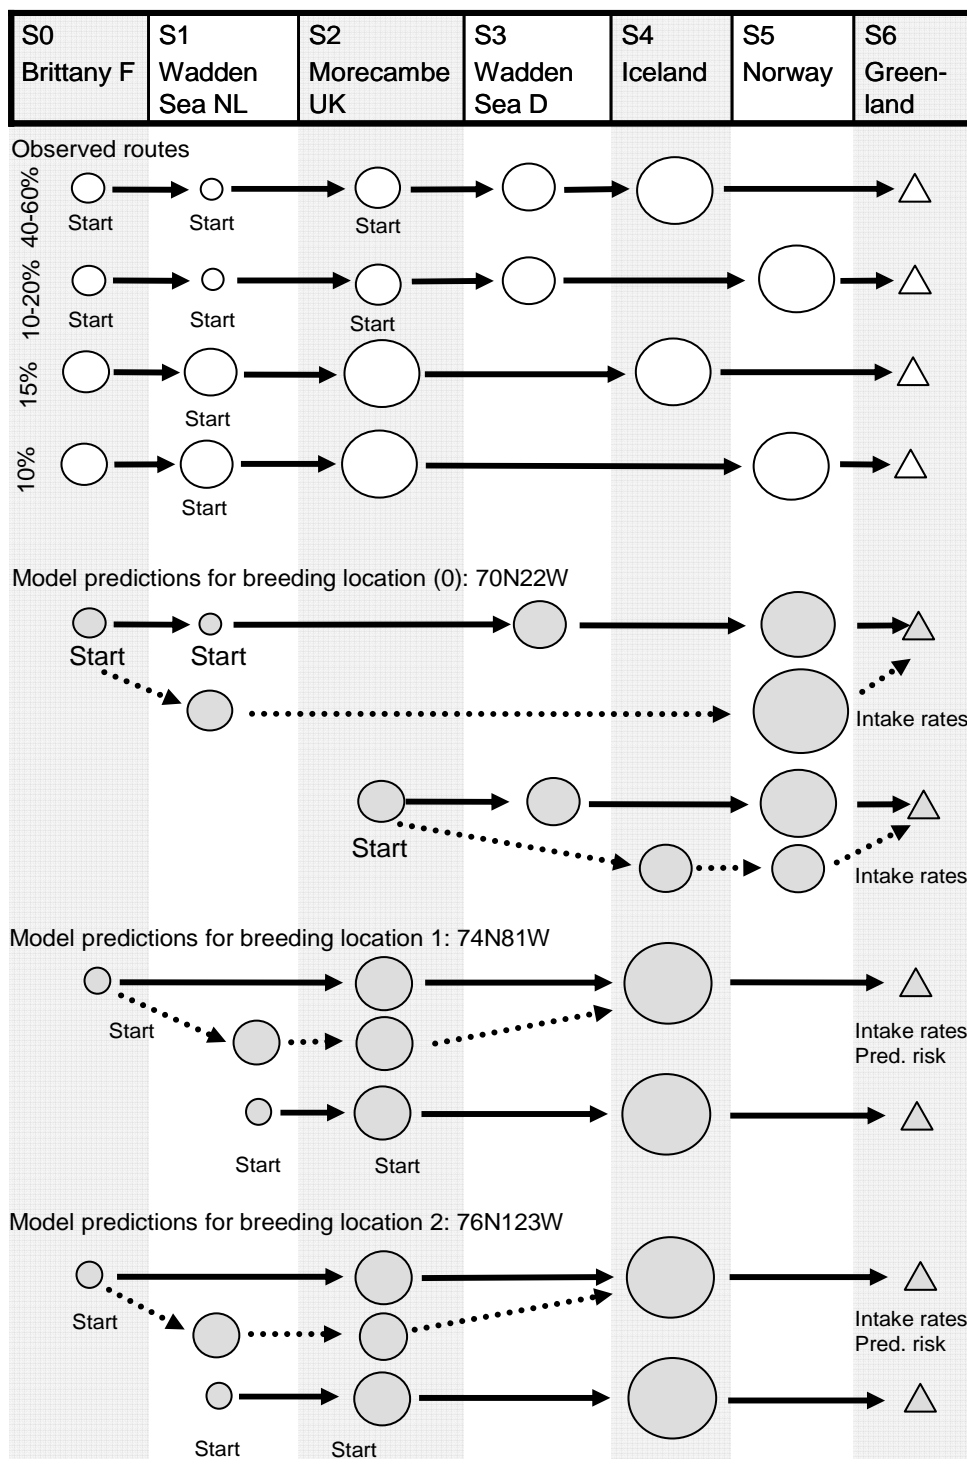 S0
Brittany F
S1
Wadden
Sea NL
S2
Morecambe
UK
S3
Wadden
Sea D
S4
Iceland
S5
Norway
S6
Green-
land
Observed routes
40-60%
Start
Start
Start
10-20%
Start
Start
Start
15%
Start
10%
Start
Model predictions for breeding location (0): 70N22W
Start
Start
Intake rates
Start
Intake rates
Model predictions for breeding location 1: 74N81W
Start
Intake rates
Pred. risk
Start
Start
Model predictions for breeding location 2: 76N123W
Start
Intake rates
Pred. risk
Start
Start